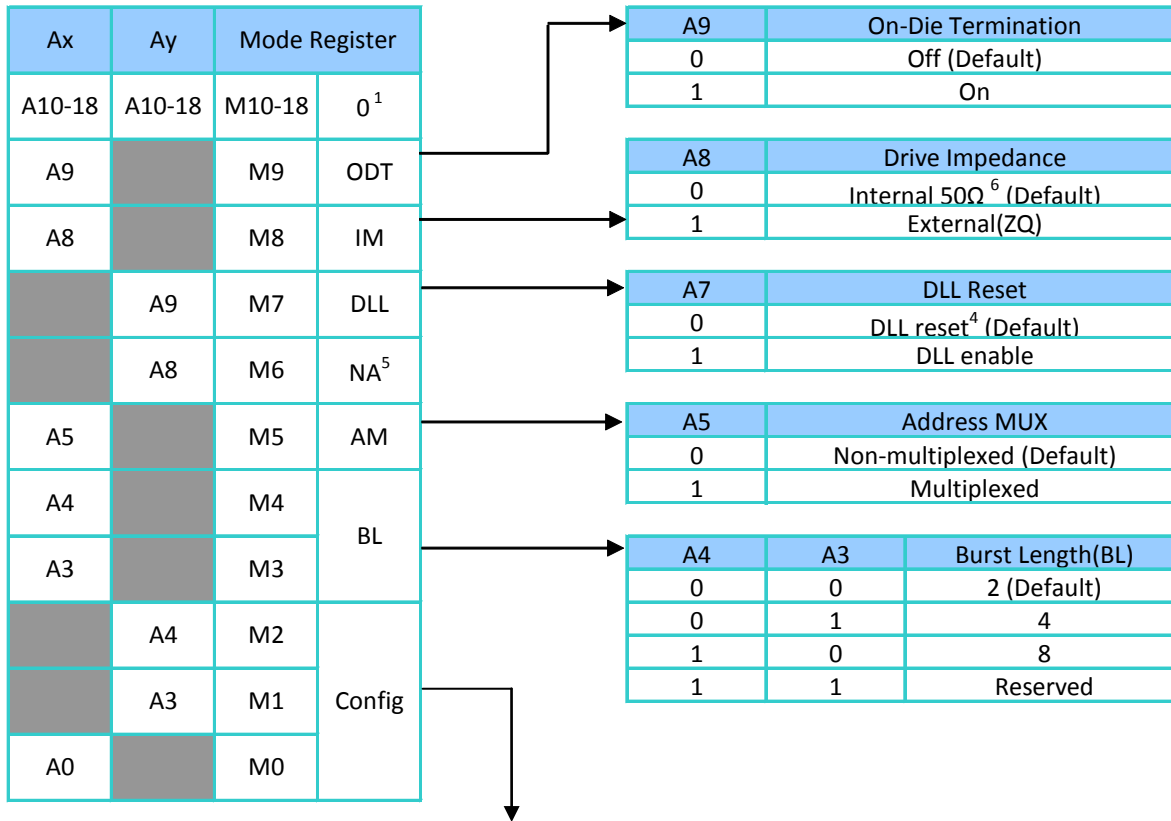 Ax Ay Mode Register
A10-18 A10-18 M10-18 0¹
A9 M9 ODT
A8 M8 IM
A9 M7 DLL
A8 M6 NA⁵
A5 M5 AM
A4 M4
BL
A3 M3
A4 M2
A3 M1 Config
A0 M0
A9 On-Die Termination
0 Off (Default)
1 On
A8 Drive Impedance
0 Internal 50Ω ⁶ (Default)
1 External(ZQ)
A7 DLL Reset
0 DLL reset⁴ (Default)
1 DLL enable
A5 Address MUX
0 Non-multiplexed (Default)
1 Multiplexed
A4 A3 Burst Length(BL)
0 0 2 (Default)
0 1 4
1 0 8
1 1 Reserved